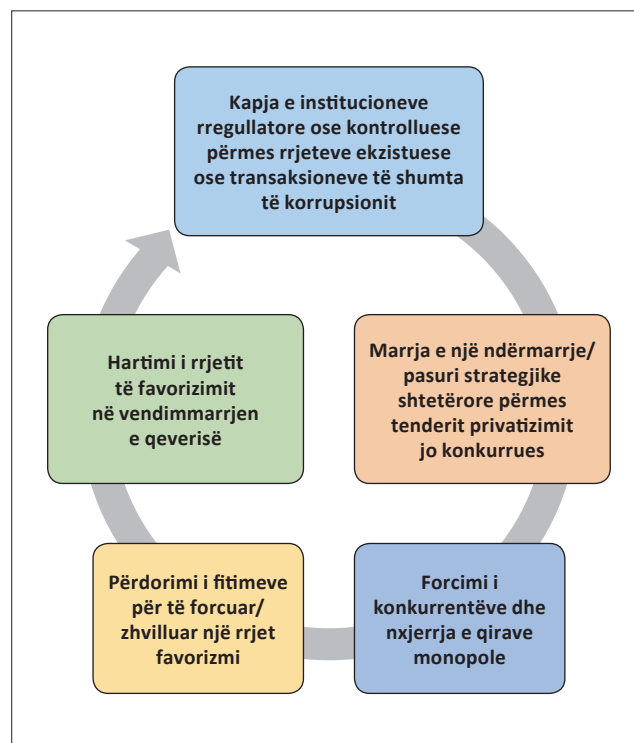 Kapja e institucioneve
rregullatore ose kontrolluese
përmes rrjeteve ekzistuese
ose transaksioneve të shumta
të korrupsionit
Marrja e një ndërmarrje/
pasuri strategjike
shtetërore përmes
tenderit privatizimit
jo konkurrues
Forcimi i
konkurrentëve dhe
nxjerrja e qirave
monopole
Përdorimi i fitimeve
për të forcuar/
zhvilluar një rrjet
favorizmi
Hartimi i rrjetit
të favorizimit
në vendimmarrjen
e qeverisë